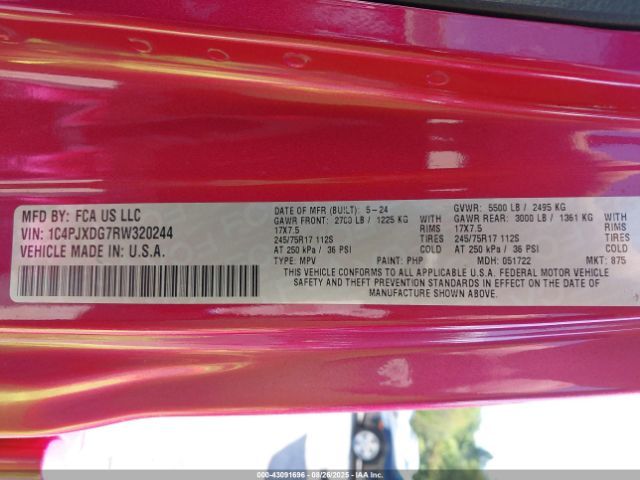 MFD BY: FCA US LLC
VIN: 1C4PJXDG7RW320244
VEHICLE MADE IN: U.S.A.
DATE OF MFR (BUILT): 5-24 GVWR: 5500 LB / 2495 KG
GAWR FRONT: 2700 LB / 1225 KG WITH GAWR REAR: 3000 LB / 1361 KG WITH
17X7.5 RIMS 17X7.5 RIMS
245/75R17 112S TIRES 245/75R17 112S TIRES
AT 250 kPa / 36 PSI COLD AT 250 kPa / 36 PSI COLD
TYPE: MPV PAINT: PHP MDH: 051722 MKT: 875
THIS VEHICLE CONFORMS TO ALL APPLICABLE U.S.A. FEDERAL MOTOR VEHICLE
SAFETY AND THEFT PREVENTION STANDARDS IN EFFECT ON THE DATE OF
MANUFACTURE SHOWN ABOVE.
000-43091696 - 08/26/2025 - IAAI.com